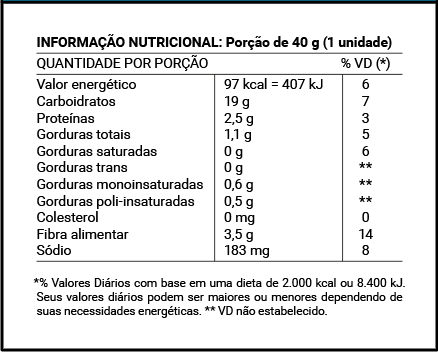 INFORMAÇÃO NUTRICIONAL: Porção de 40 g (1 unidade)
QUANTIDADE POR PORÇÃO % VD (*)
Valor energético 97 kcal = 407 kJ 6
Carboidratos 19 g 7
Proteínas 2,5 g 3
Gorduras totais 1,1 g 5
Gorduras saturadas 0 g 6
Gorduras trans 0 g **
Gorduras monoinsaturadas 0,6 g **
Gorduras poli-insaturadas 0,5 g **
Colesterol 0 mg 0
Fibra alimentar 3,5 g 14
Sódio 183 mg 8
*% Valores Diários com base em uma dieta de 2.000 kcal ou 8.400 kJ.
Seus valores diários podem ser maiores ou menores dependendo de
suas necessidades energéticas. ** VD não estabelecido.